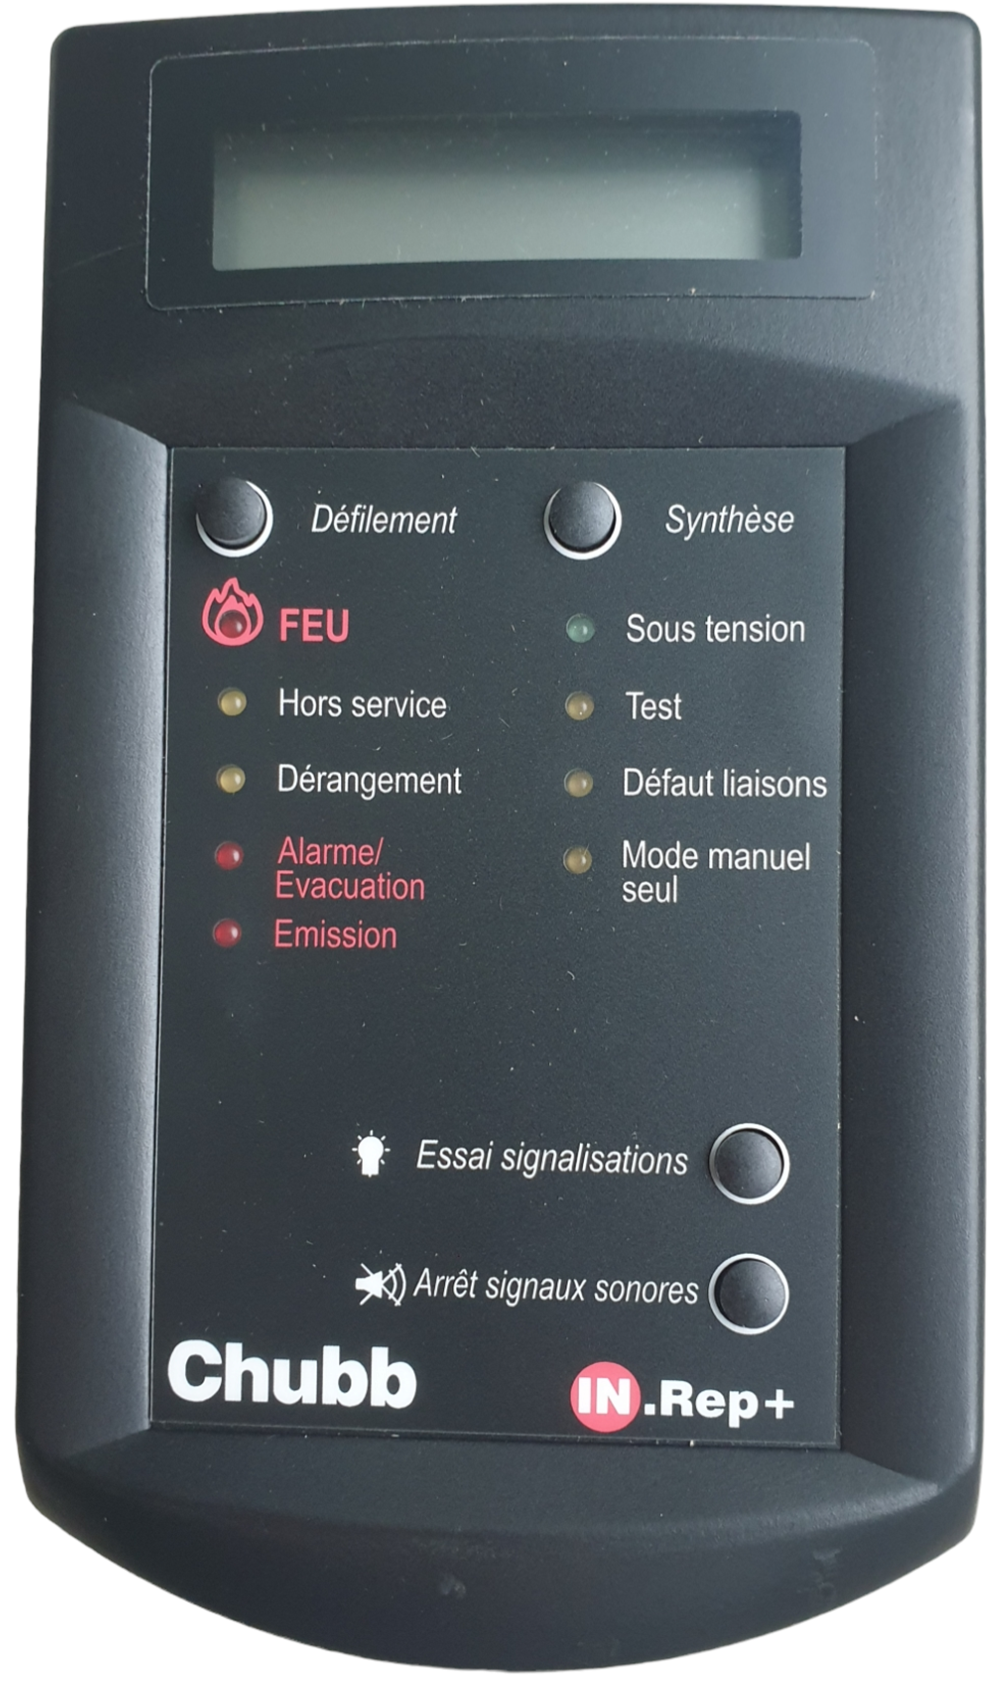 Défilement
Synthèse
FEU
Sous tension
Hors service
Test
Dérangement
Défaut liaisons
Alarme/
Evacuation
Mode manuel
seul
Emission
Essai signalisations
Arrêt signaux sonores
Chubb
IN.Rep+